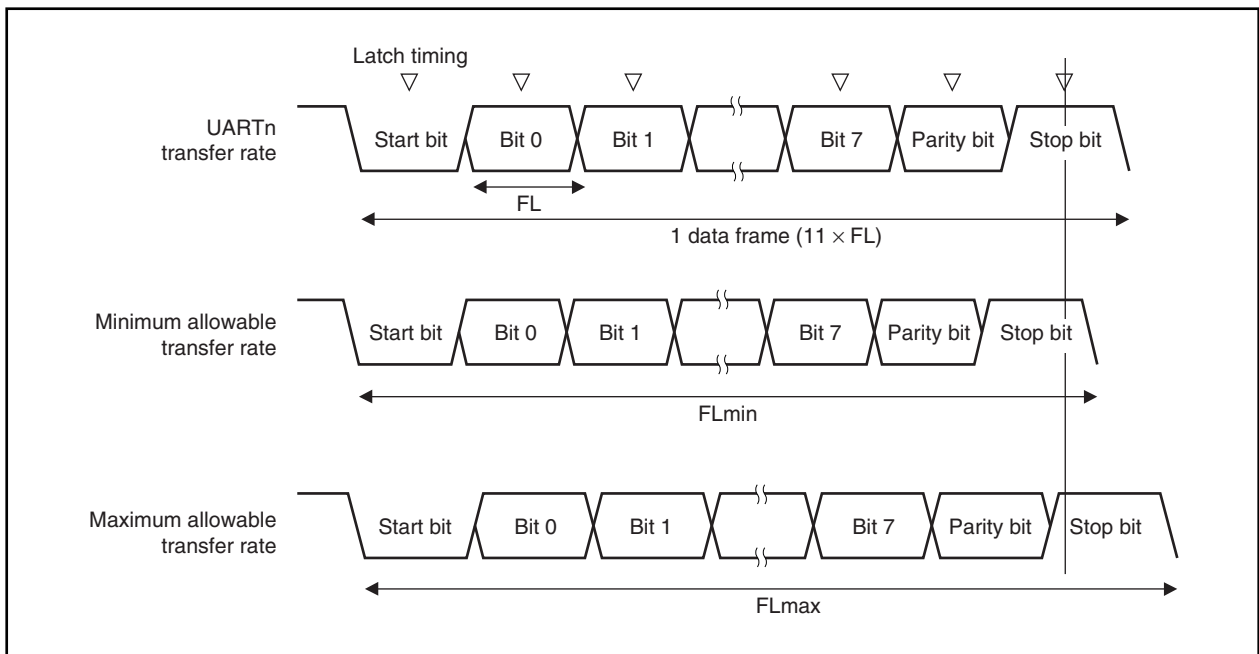 Latch timing
UARTn
transfer rate
Start bit Bit 0 Bit 1 Bit 7 Parity bit Stop bit
FL
1 data frame (11 × FL)
Minimum allowable
transfer rate
Start bit Bit 0 Bit 1 Bit 7 Parity bit Stop bit
FLmin
Maximum allowable
transfer rate
Start bit Bit 0 Bit 1 Bit 7 Parity bit Stop bit
FLmax